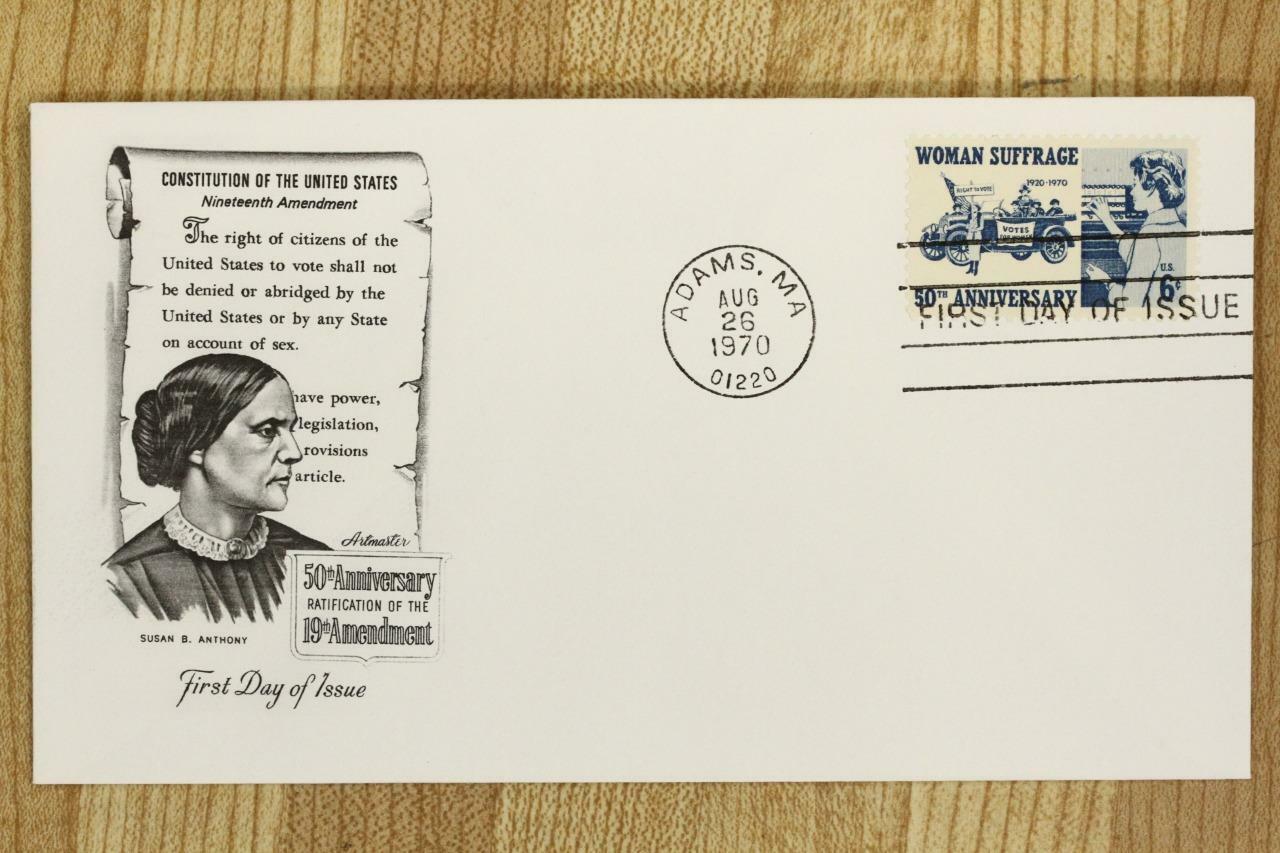 CONSTITUTION OF THE UNITED STATES
Nineteenth Amendment
The right of citizens of the
United States to vote shall not
be denied or abridged by the
United States or by any State
on account of sex.
have power,
legislation,
rovisions
article.
Artmaster
50th Anniversary
RATIFICATION OF THE
19th Amendment
SUSAN B. ANTHONY
First Day of Issue
ADAMS, MA
AUG
26
1970
01220
WOMAN SUFFRAGE
1920-1970
RIGHT TO VOTE
VOTES
FOR WOMEN
U.S.
6¢
50TH ANNIVERSARY
FIRST DAY OF ISSUE